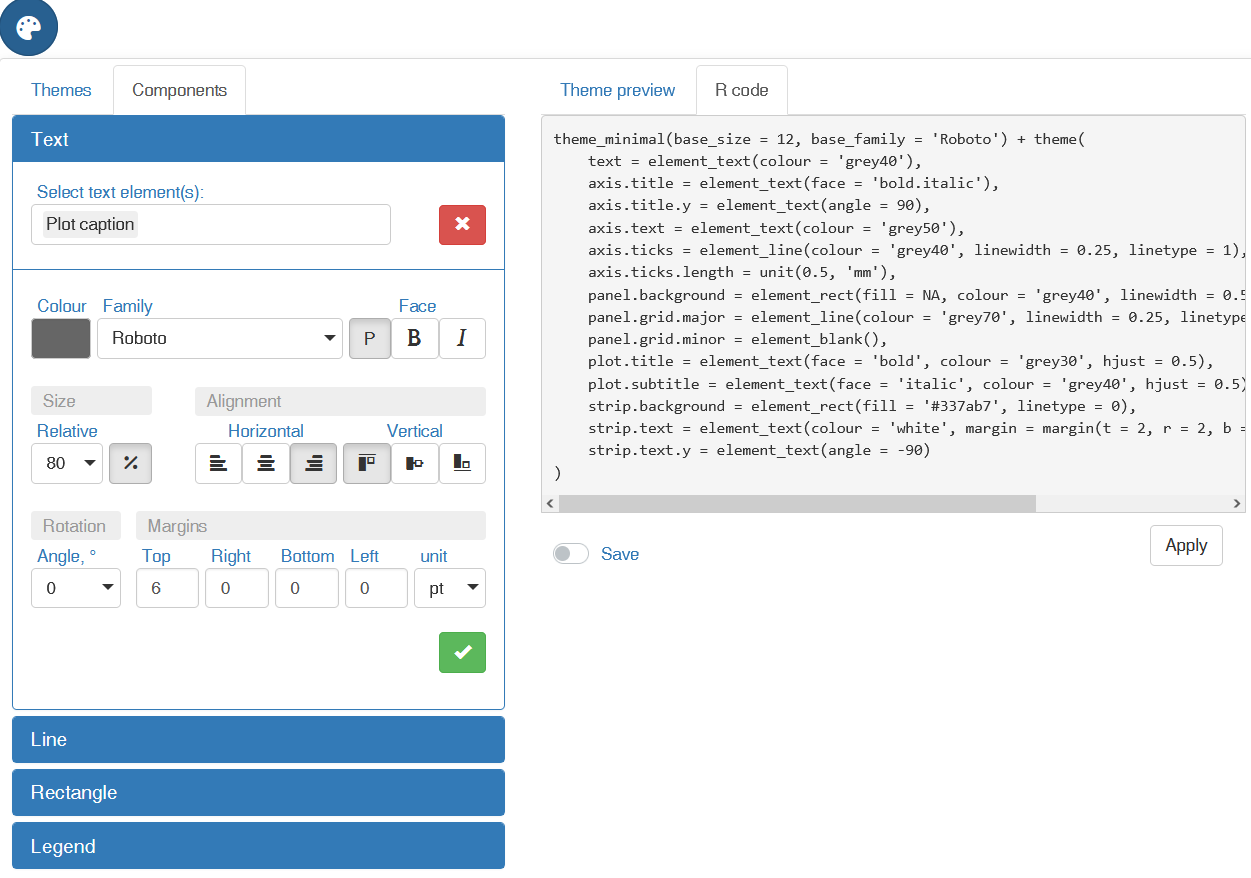 Themes
Components
Text
Select text element(s):
Plot caption
Colour Family Face
Roboto P B I
Size Alignment
Relative Horizontal Vertical
80 %
Rotation Margins
Angle, ° Top Right Bottom Left unit
0 6 0 0 0 pt
Line
Rectangle
Legend
Theme preview
R code
theme_minimal(base_size = 12, base_family = 'Roboto') + theme(
    text = element_text(colour = 'grey40'),
    axis.title = element_text(face = 'bold.italic'),
    axis.title.y = element_text(angle = 90),
    axis.text = element_text(colour = 'grey50'),
    axis.ticks = element_line(colour = 'grey40', linewidth = 0.25, linetype = 1),
    axis.ticks.length = unit(0.5, 'mm'),
    panel.background = element_rect(fill = NA, colour = 'grey40', linewidth = 0.5
    panel.grid.major = element_line(colour = 'grey70', linewidth = 0.25, linetype
    panel.grid.minor = element_blank(),
    plot.title = element_text(face = 'bold', colour = 'grey30', hjust = 0.5),
    plot.subtitle = element_text(face = 'italic', colour = 'grey40', hjust = 0.5)
    strip.background = element_rect(fill = '#337ab7', linetype = 0),
    strip.text = element_text(colour = 'white', margin = margin(t = 2, r = 2, b =
    strip.text.y = element_text(angle = -90)
)
Save
Apply